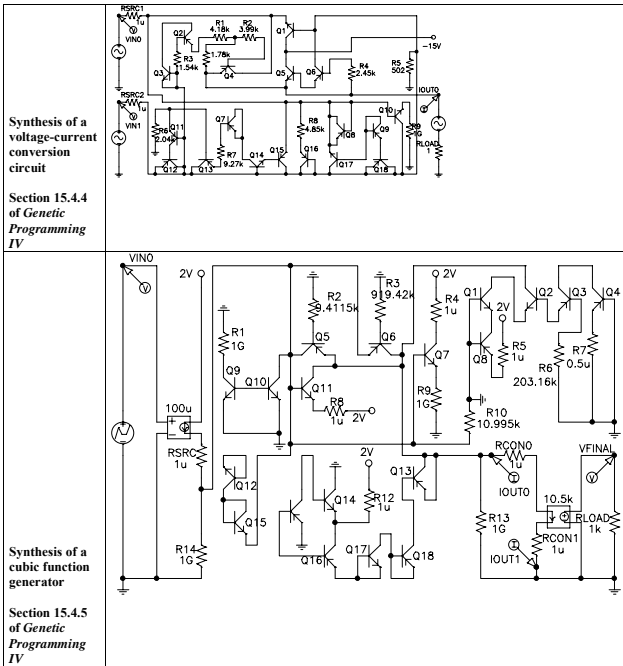 Synthesis of a
voltage-current
conversion
circuit
Section 15.4.4
of Genetic
Programming
IV
RSRC1
1u
VIN0
Q2
R1
4.18k
R2
3.99k
Q1
-15V
Q3
R3
1.54k
1.78k
Q4
Q5
Q6
R4
2.45k
R5
502
IOUT0
RSRC2
1u
VIN1
Q11
Q12
Q13
Q7
R7
9.27k
Q14
Q15
R8
4.85k
Q16
Q8
Q17
Q9
Q18
Q10
1G
RLOAD
1
Synthesis of a
cubic function
generator
Section 15.4.5
of Genetic
Programming
IV
VIN0
2V
100u
RSRC
1u
R14
1G
R1
1G
Q9
Q10
R2
9.4115k
Q5
R3
919.42k
Q6
Q11
R8
1u
2V
2V
R4
1u
Q7
R9
1G
Q1
Q2
Q3
Q4
2V
Q8
R5
1u
R6
203.16k
R7
0.5u
R10
10.995k
Q12
Q15
Q14
2V
R12
1u
Q16
Q17
Q18
Q13
RCON0
1u
IOUT0
VFINAL
10.5k
R13
1G
RCON1
1u
IOUT1
RLOAD
1k